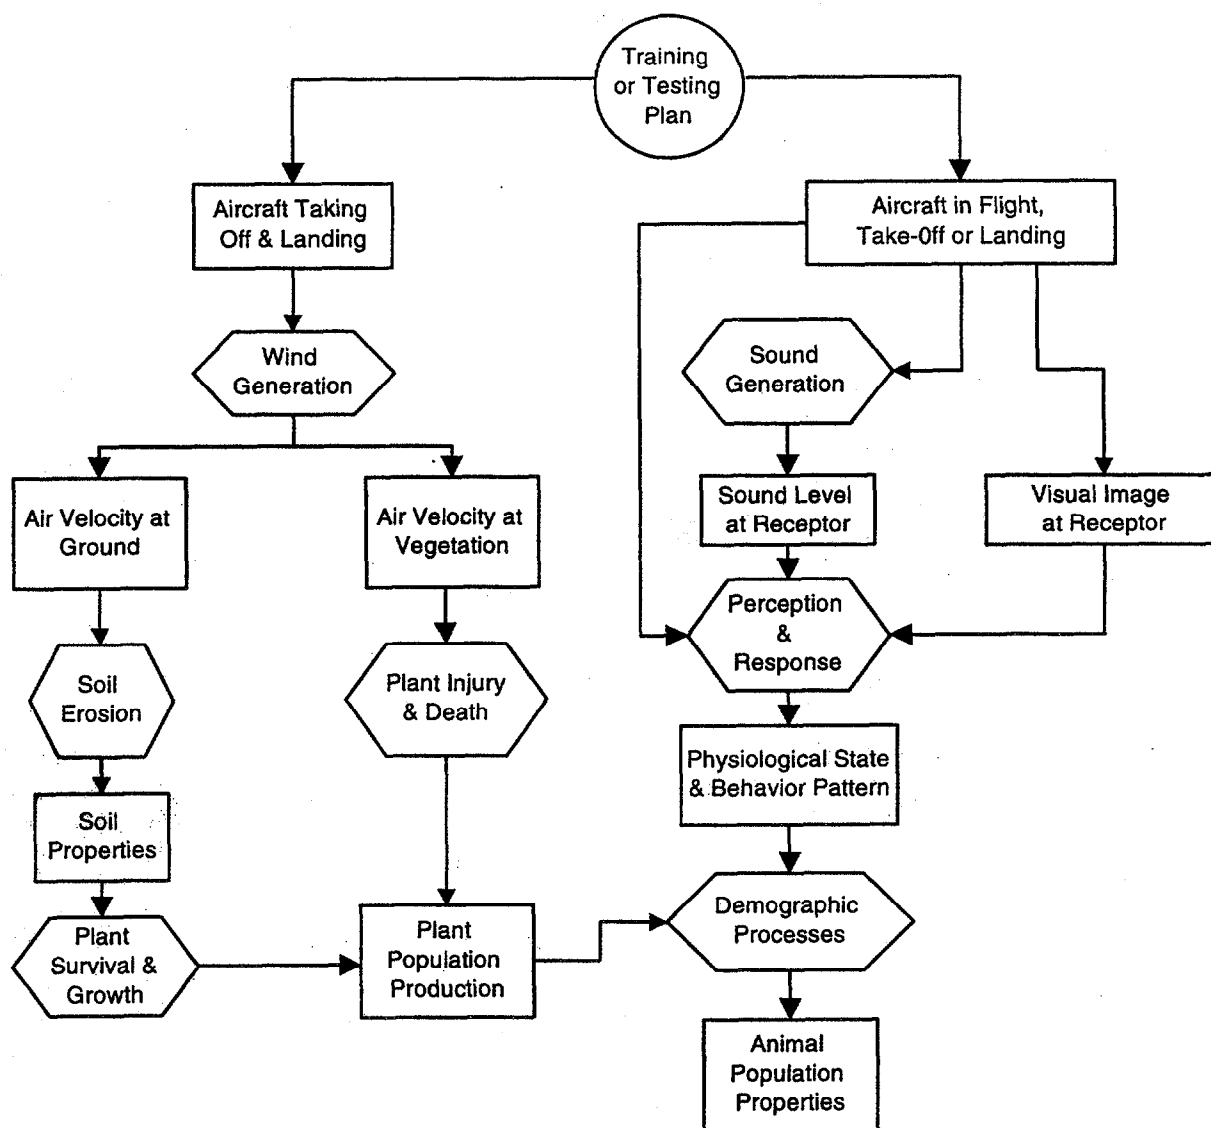 Training
or Testing
Plan
Aircraft Taking
Off & Landing
Aircraft in Flight,
Take-Off or Landing
Wind
Generation
Sound
Generation
Air Velocity at
Ground
Air Velocity at
Vegetation
Sound Level
at Receptor
Visual Image
at Receptor
Perception
&
Response
Soil
Erosion
Plant Injury
& Death
Physiological State
& Behavior Pattern
Soil
Properties
Plant
Survival &
Growth
Plant
Population
Production
Demographic
Processes
Animal
Population
Properties